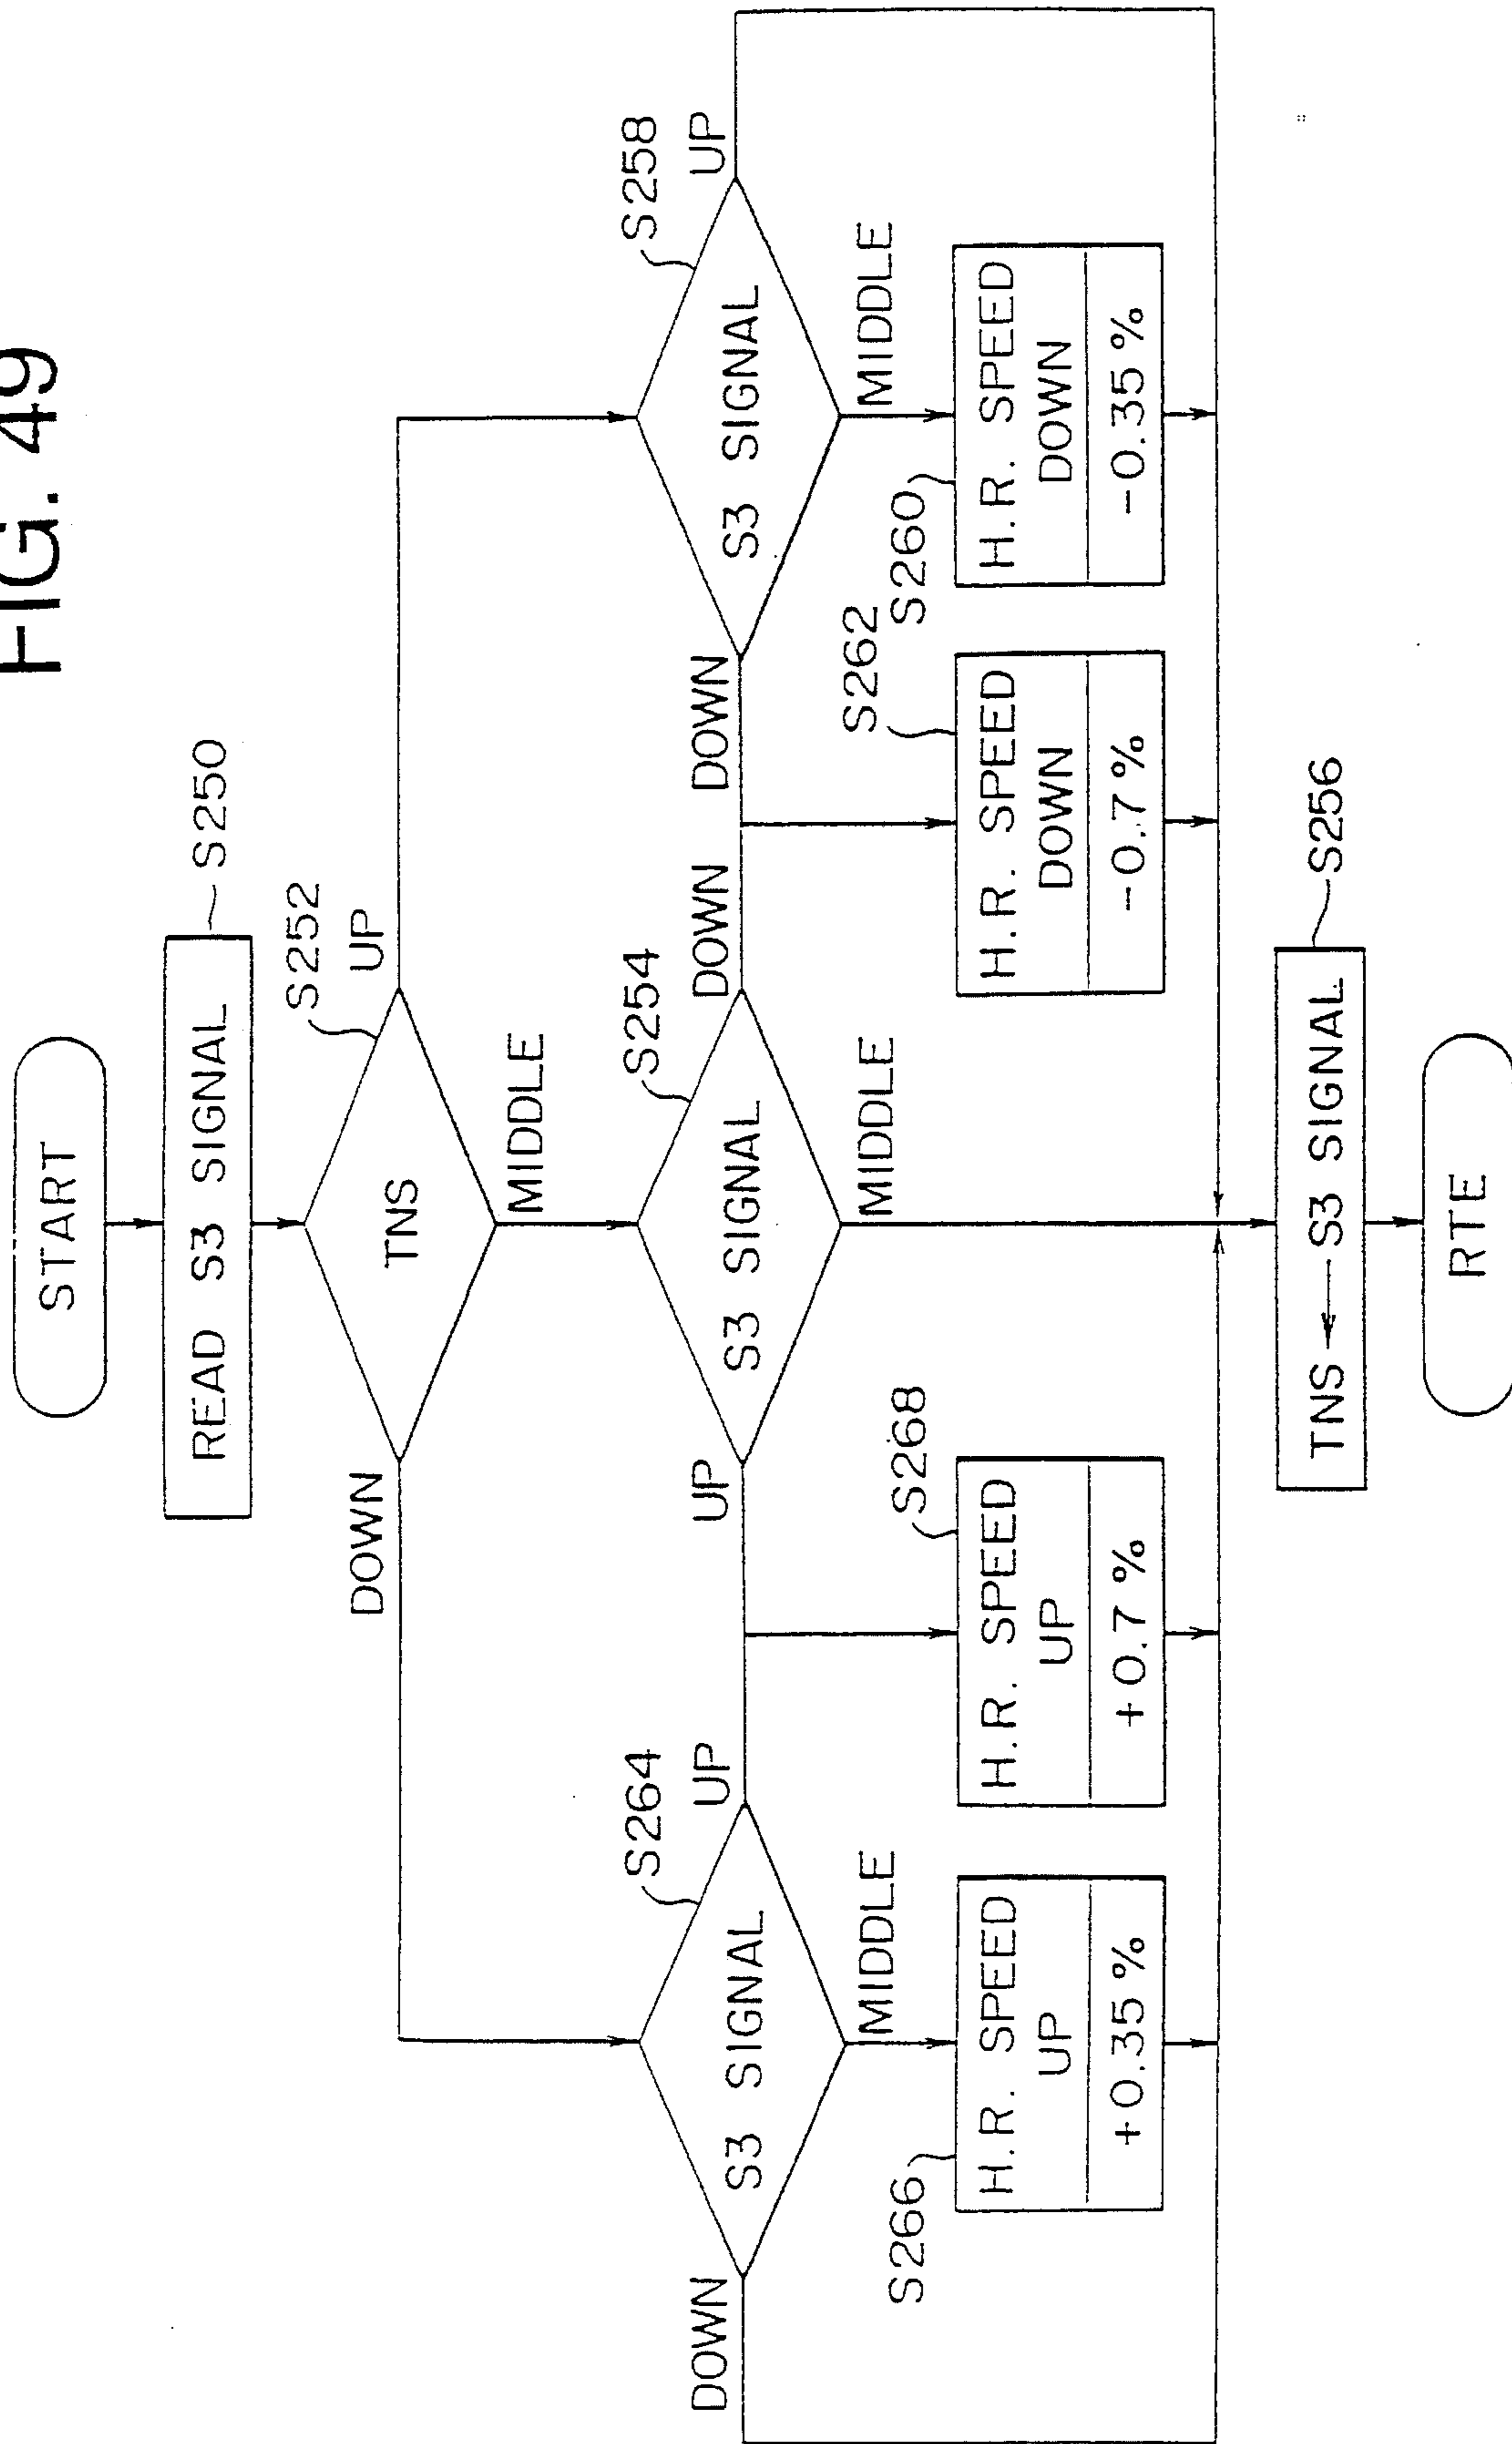 FIG. 49
START
READ S3 SIGNAL
S250
S252
TNS
DOWN
UP
MIDDLE
S264
S254
S258
S3 SIGNAL
S3 SIGNAL
S3 SIGNAL
DOWN
UP
UP
DOWN
DOWN
UP
MIDDLE
MIDDLE
MIDDLE
S266
S268
S262
S260
H.R. SPEED
UP
+0.35 %
H.R. SPEED
UP
+0.7 %
H.R. SPEED
DOWN
-0.7 %
H.R. SPEED
DOWN
-0.35 %
TNS ← S3 SIGNAL
S256
RTE